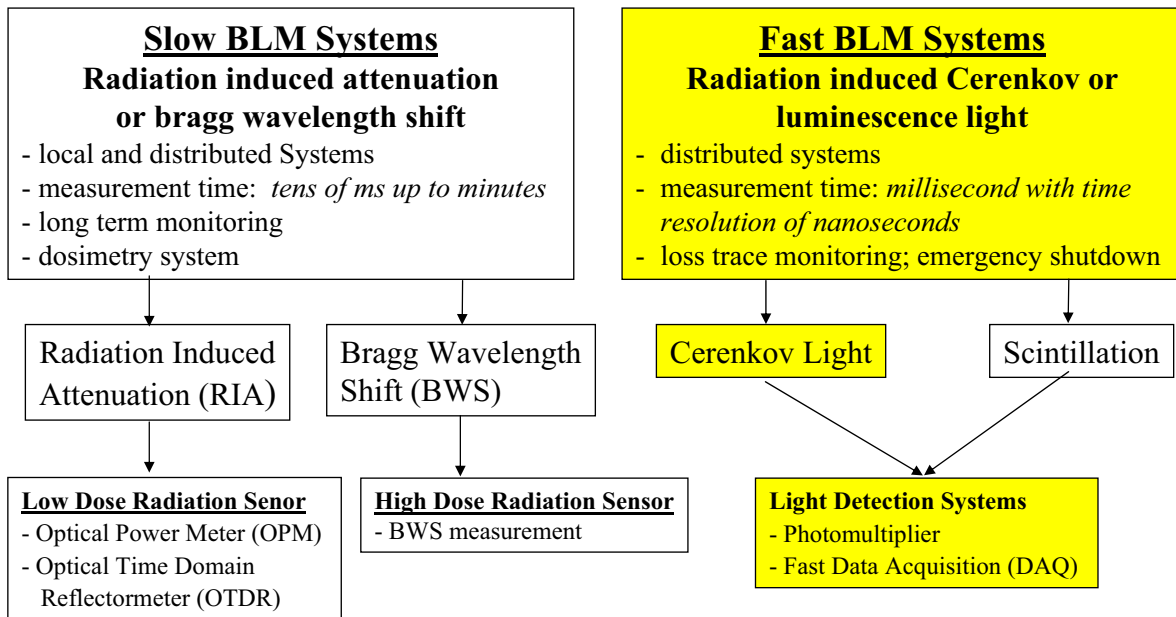 Slow BLM Systems
Radiation induced attenuation
or bragg wavelength shift
- local and distributed Systems
- measurement time: tens of ms up to minutes
- long term monitoring
- dosimetry system
Fast BLM Systems
Radiation induced Cerenkov or
luminescence light
- distributed systems
- measurement time: millisecond with time
resolution of nanoseconds
- loss trace monitoring; emergency shutdown
Radiation Induced
Attenuation (RIA)
Bragg Wavelength
Shift (BWS)
Cerenkov Light
Scintillation
Low Dose Radiation Senor
- Optical Power Meter (OPM)
- Optical Time Domain
Reflectormeter (OTDR)
High Dose Radiation Sensor
- BWS measurement
Light Detection Systems
- Photomultiplier
- Fast Data Acquisition (DAQ)